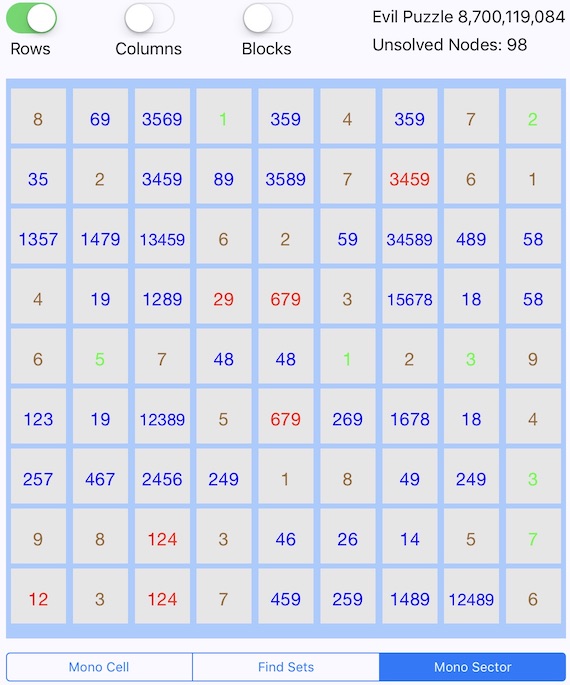 Evil Puzzle 8,700,119,084
Rows Columns Blocks Unsolved Nodes: 98
8 69 3569 1 359 4 359 7 2
35 2 3459 89 3589 7 3459 6 1
1357 1479 13459 6 2 59 34589 489 58
4 19 1289 29 679 3 15678 18 58
6 5 7 48 48 1 2 3 9
123 19 12389 5 679 269 1678 18 4
257 467 2456 249 1 8 49 249 3
9 8 124 3 46 26 14 5 7
12 3 124 7 459 259 1489 12489 6
Mono Cell Find Sets Mono Sector